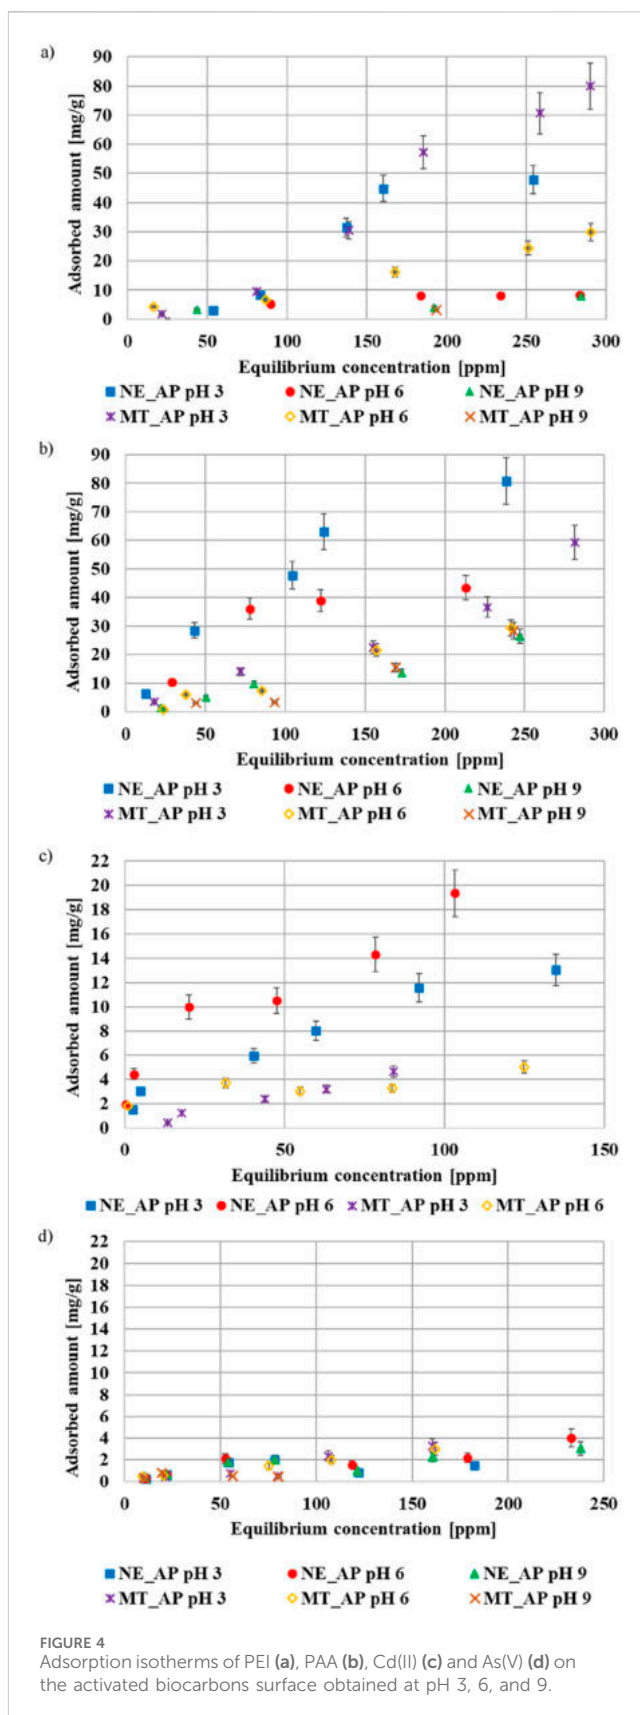 a)
90
80
70
60
50
40
30
20
10
0
Adsorbed amount [mg/g]
0 50 100 150 200 250 300
Equilibrium concentration [ppm]
NE_AP pH 3 NE_AP pH 6 NE_AP pH 9
MT_AP pH 3 MT_AP pH 6 MT_AP pH 9
b)
90
80
70
60
50
40
30
20
10
0
Adsorbed amount [mg/g]
0 50 100 150 200 250 300
Equilibrium concentration [ppm]
NE_AP pH 3 NE_AP pH 6 NE_AP pH 9
MT_AP pH 3 MT_AP pH 6 MT_AP pH 9
c)
22
20
18
16
14
12
10
8
6
4
2
0
Adsorbed amount [mg/g]
0 50 100 150
Equilibrium concentration [ppm]
NE_AP pH 3 NE_AP pH 6 MT_AP pH 3 MT_AP pH 6
d)
22
20
18
16
14
12
10
8
6
4
2
0
Adsorbed amount [mg/g]
0 50 100 150 200 250
Equilibrium concentration [ppm]
NE_AP pH 3 NE_AP pH 6 NE_AP pH 9
MT_AP pH 3 MT_AP pH 6 MT_AP pH 9
FIGURE 4
Adsorption isotherms of PEI (a), PAA (b), Cd(II) (c) and As(V) (d) on
the activated biocarbons surface obtained at pH 3, 6, and 9.